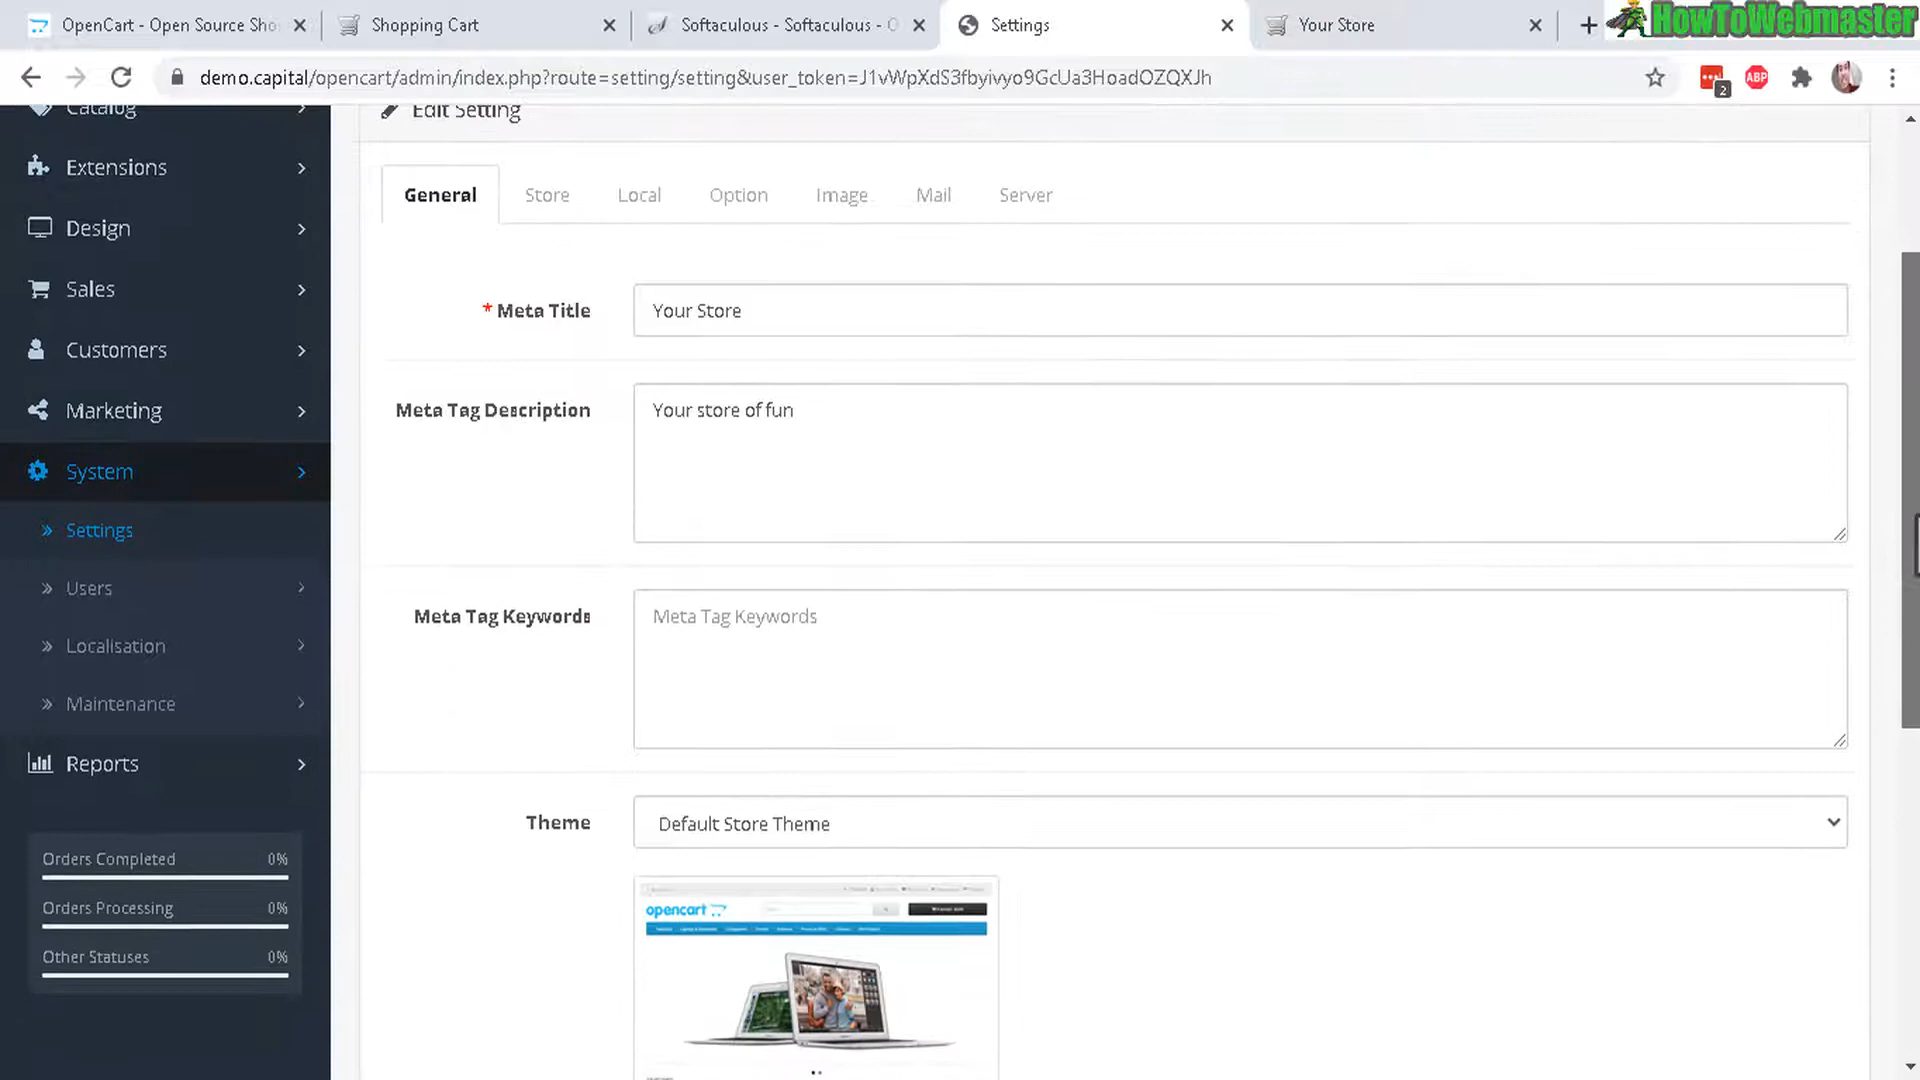 OpenCart - Open Source Sho
Shopping Cart
Softaculous - Softaculous - O
Settings
Your Store
HowToWebmaster
demo.capital/opencart/admin/index.php?route=setting/setting&user_token=J1vWpXdS3fbyivyo9GcUa3HoadOZQXJh
2
ABP
Catalog
Extensions
Design
Sales
Customers
Marketing
System
Settings
Users
Localisation
Maintenance
Reports
Orders Completed 0%
Orders Processing 0%
Other Statuses 0%
Edit Setting
General Store Local Option Image Mail Server
* Meta Title Your Store
Meta Tag Description Your store of fun
Meta Tag Keywords Meta Tag Keywords
Theme Default Store Theme
opencart